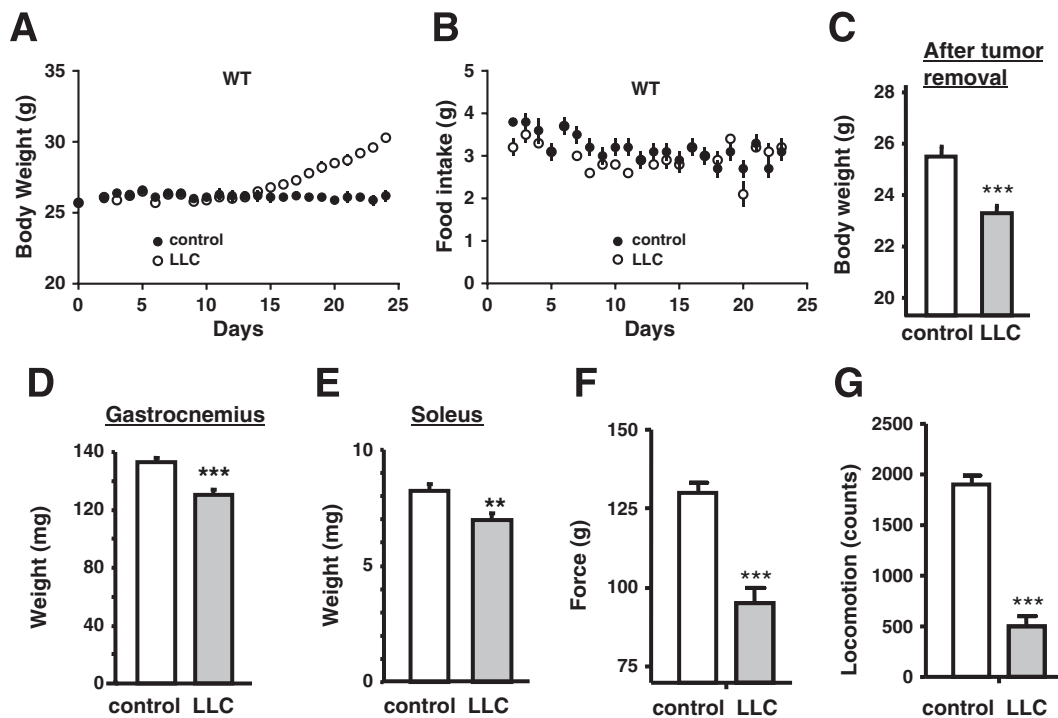 A
WT
Body Weight (g)
35
30
25
20
0
5
10
15
20
25
Days
control
LLC
B
WT
Food intake (g)
5
4
3
2
1
0
0
5
10
15
20
25
Days
control
LLC
C
After tumor
removal
Body weight (g)
28
26
24
22
20
***
control LLC
D
Gastrocnemius
Weight (mg)
140
120
80
40
0
***
control LLC
E
Soleus
Weight (mg)
10
5
0
**
control LLC
F
Force (g)
150
125
100
75
***
control LLC
G
Locomotion (counts)
2500
2000
1500
1000
500
0
***
control LLC